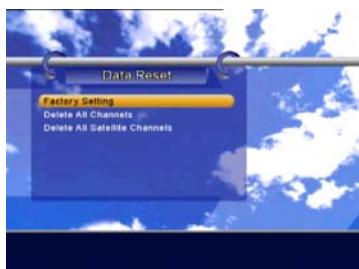 Data Reset
Factory Setting
Delete All Channels
Delete All Satellite Channels